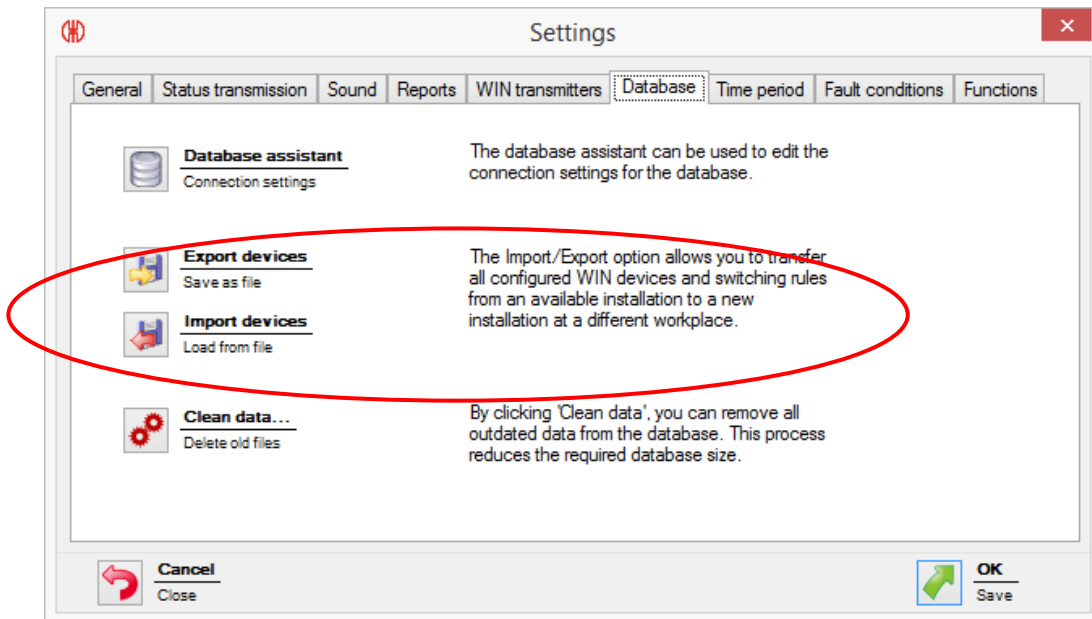 Settings
General Status transmission Sound Reports WIN transmitters Database Time period Fault conditions Functions
Database assistant
Connection settings
The database assistant can be used to edit the
connection settings for the database.
Export devices
Save as file
Import devices
Load from file
The Import/Export option allows you to transfer
all configured WIN devices and switching rules
from an available installation to a new
installation at a different workplace.
Clean data...
Delete old files
By clicking 'Clean data', you can remove all
outdated data from the database. This process
reduces the required database size.
Cancel
Close
OK
Save